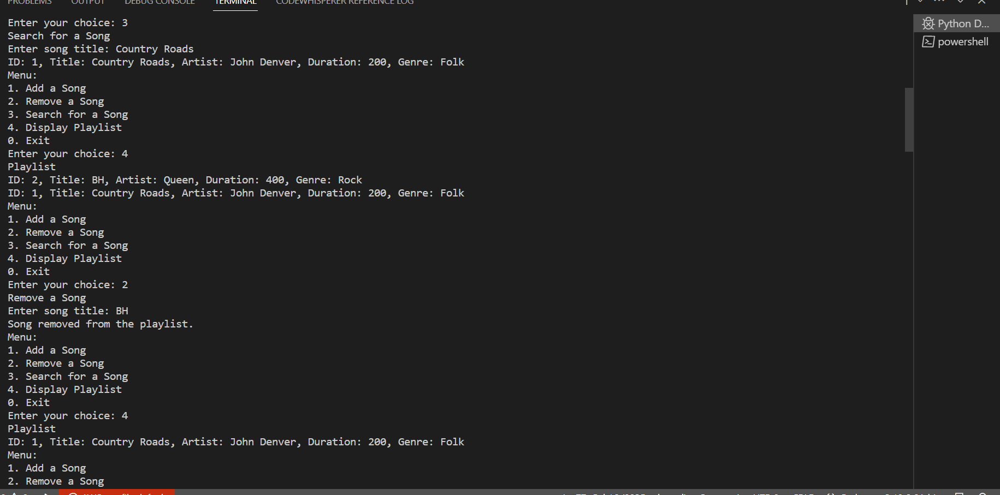 PROBLEMS OUTPUT DEBUG CONSOLE TERMINAL CODEWHISPERER REFERENCE LOG
Enter your choice: 3
Search for a Song
Enter song title: Country Roads
ID: 1, Title: Country Roads, Artist: John Denver, Duration: 200, Genre: Folk
Menu:
1. Add a Song
2. Remove a Song
3. Search for a Song
4. Display Playlist
0. Exit
Enter your choice: 4
Playlist
ID: 2, Title: BH, Artist: Queen, Duration: 400, Genre: Rock
ID: 1, Title: Country Roads, Artist: John Denver, Duration: 200, Genre: Folk
Menu:
1. Add a Song
2. Remove a Song
3. Search for a Song
4. Display Playlist
0. Exit
Enter your choice: 2
Remove a Song
Enter song title: BH
Song removed from the playlist.
Menu:
1. Add a Song
2. Remove a Song
3. Search for a Song
4. Display Playlist
0. Exit
Enter your choice: 4
Playlist
ID: 1, Title: Country Roads, Artist: John Denver, Duration: 200, Genre: Folk
Menu:
1. Add a Song
2. Remove a Song
Python D...
powershell